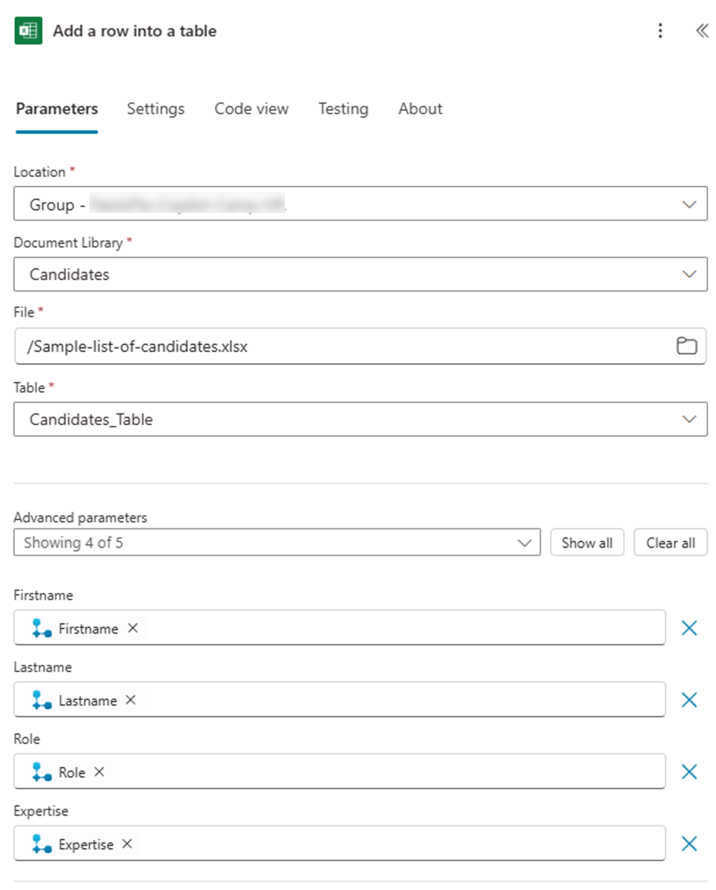 Add a row into a table
Parameters Settings Code view Testing About
Location *
Group -
Document Library *
Candidates
File *
/Sample-list-of-candidates.xlsx
Table *
Candidates_Table
Advanced parameters
Showing 4 of 5
Show all
Clear all
Firstname
Firstname
Lastname
Lastname
Role
Role
Expertise
Expertise